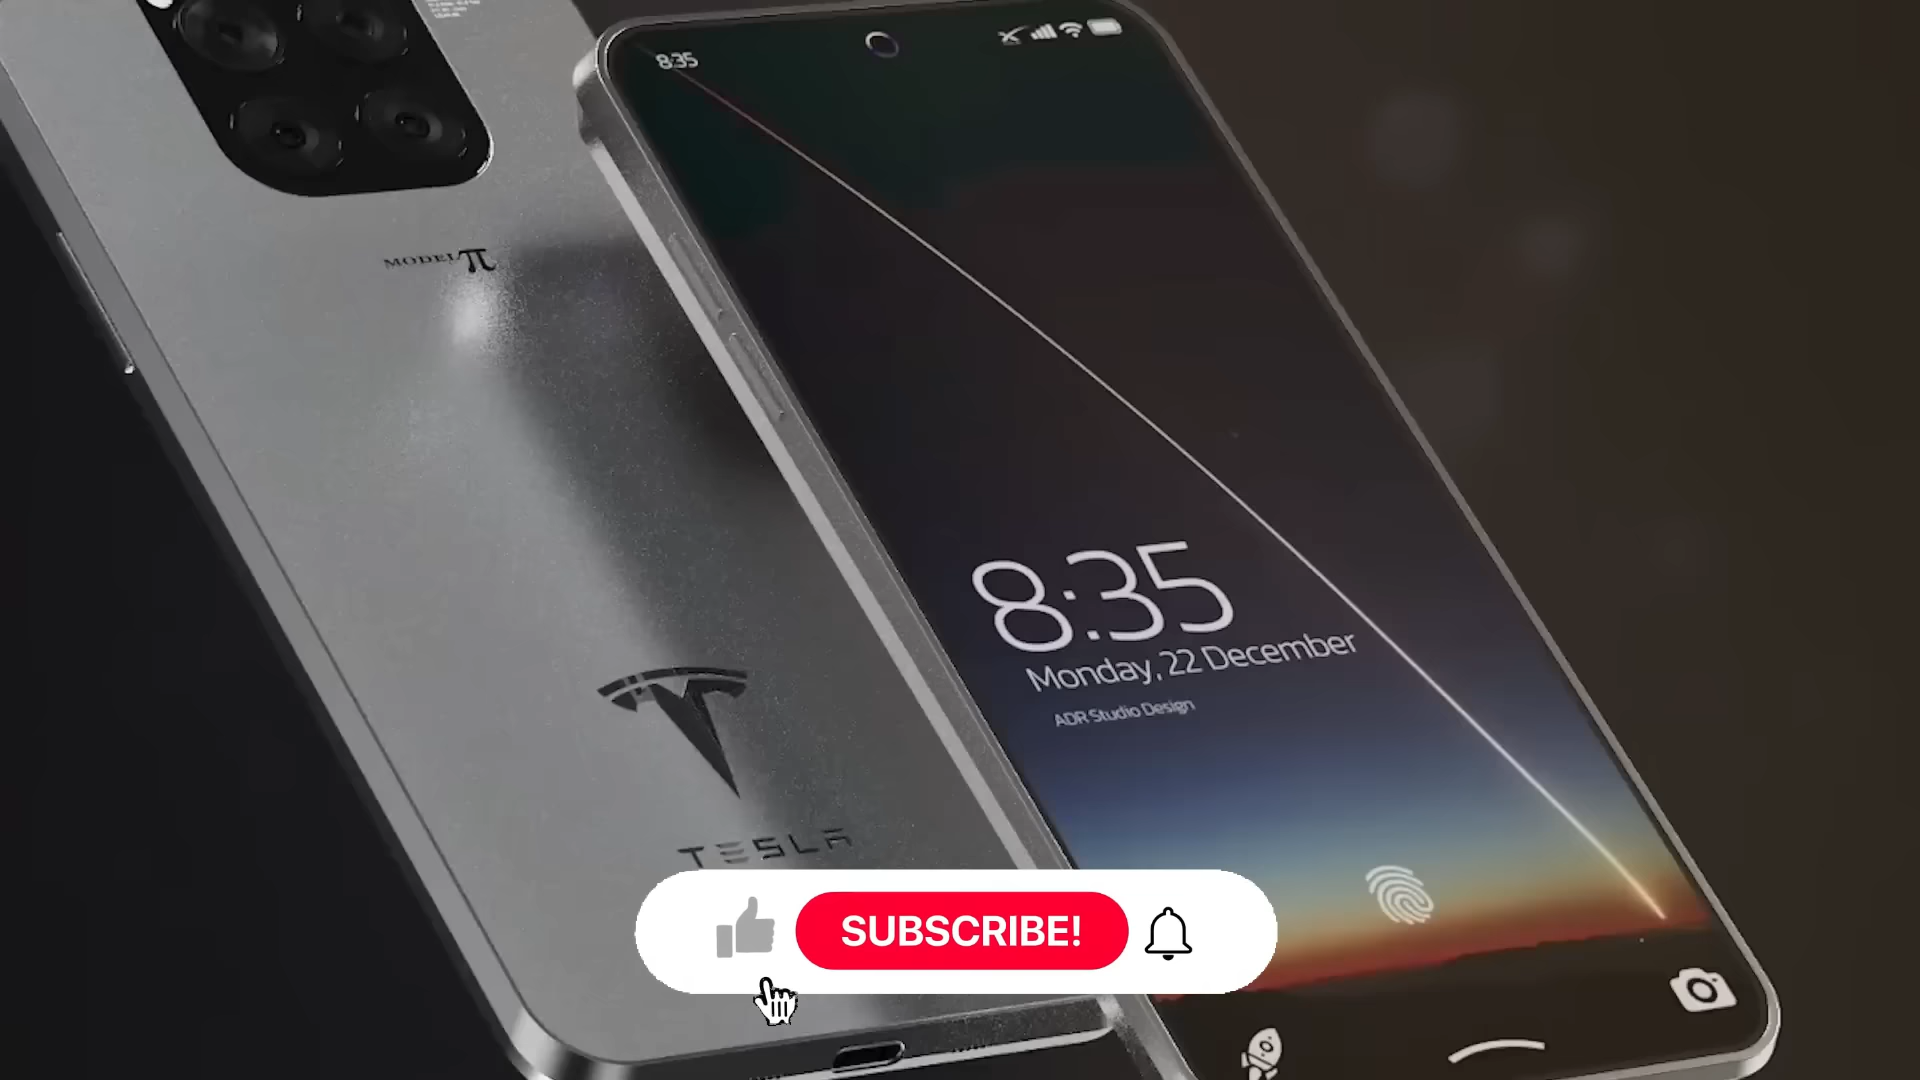 8:35
MODEL π
8:35
Monday, 22 December
ADR Studio Design
TESLA
SUBSCRIBE!